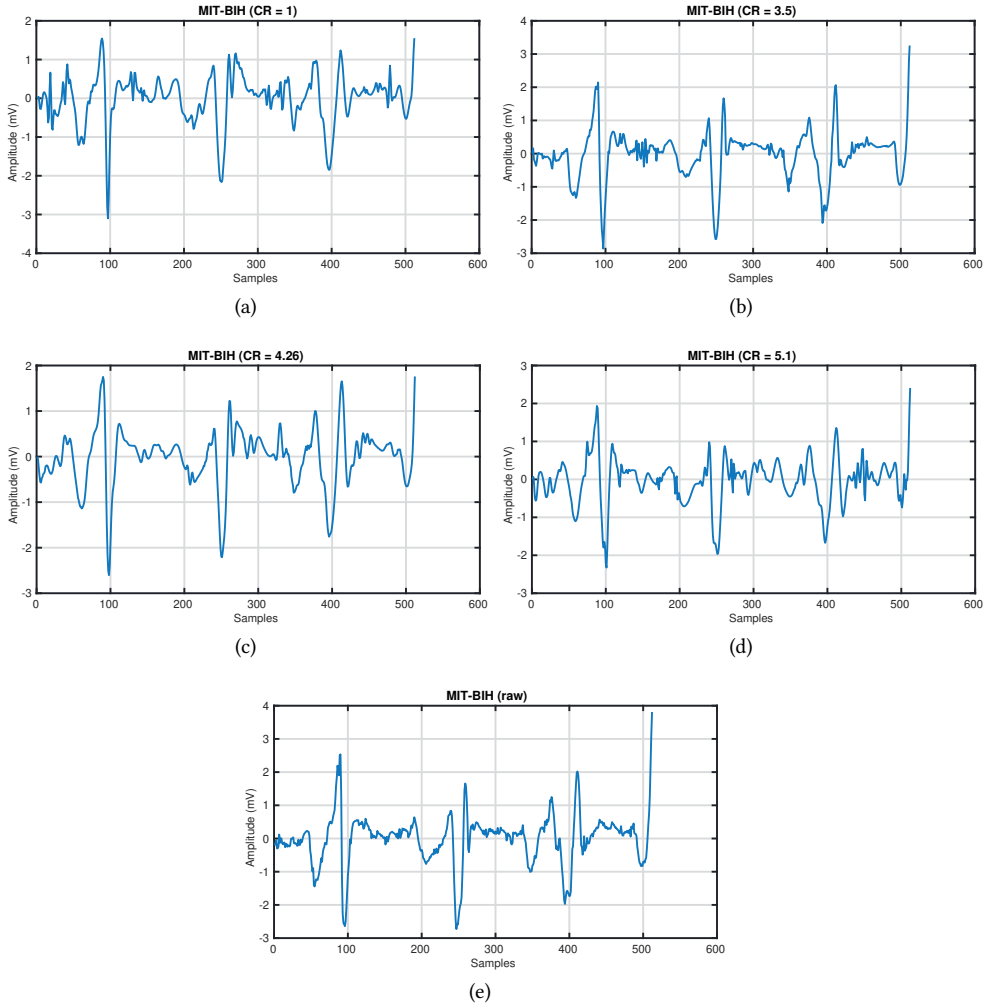 MIT-BIH (CR = 1)
2
1
0
-1
-2
-3
-4
Amplitude (mV)
0 100 200 300 400 500 600
Samples
(a)
MIT-BIH (CR = 3.5)
4
3
2
1
0
-1
-2
-3
Amplitude (mV)
0 100 200 300 400 500 600
Samples
(b)
MIT-BIH (CR = 4.26)
2
1
0
-1
-2
-3
Amplitude (mV)
0 100 200 300 400 500 600
Samples
(c)
MIT-BIH (CR = 5.1)
3
2
1
0
-1
-2
-3
Amplitude (mV)
0 100 200 300 400 500 600
Samples
(d)
MIT-BIH (raw)
4
3
2
1
0
-1
-2
-3
Amplitude (mV)
0 100 200 300 400 500 600
Samples
(e)